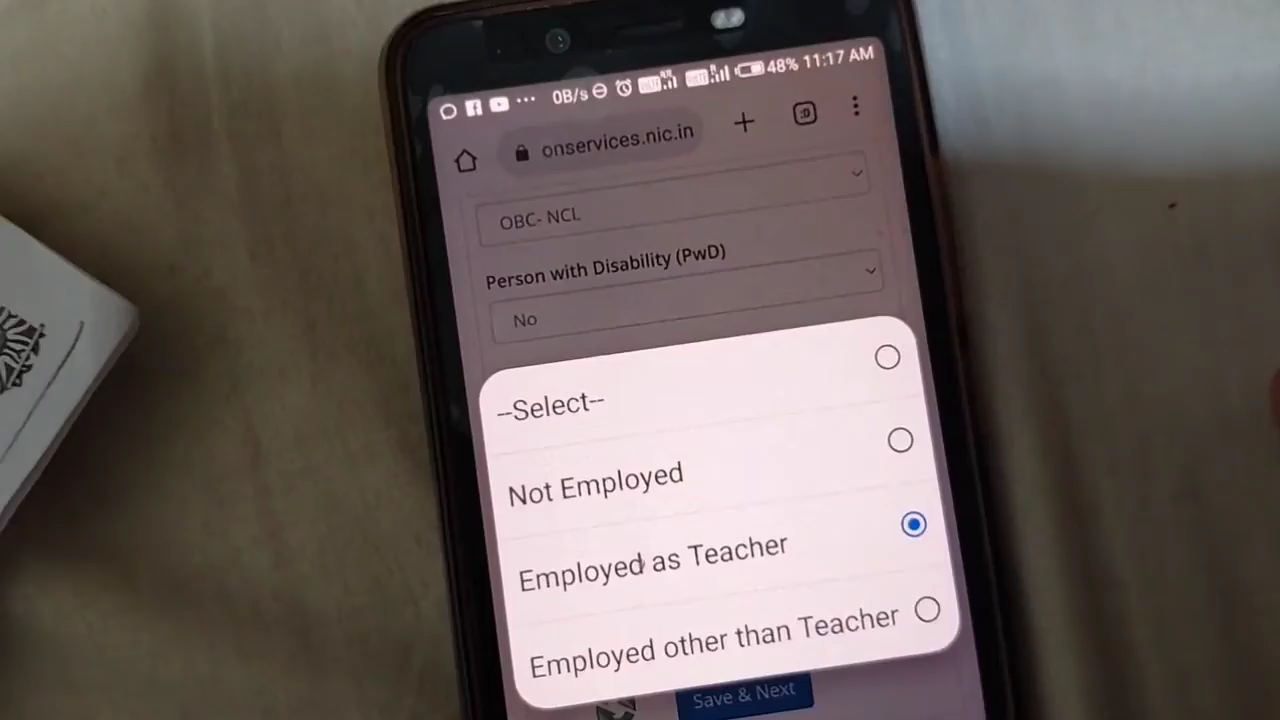 0B/s 48% 11:17 AM
onservices.nic.in
:D
OBC- NCL
Person with Disability (PwD)
No
--Select--
Not Employed
Employed as Teacher
Employed other than Teacher
Save & Next